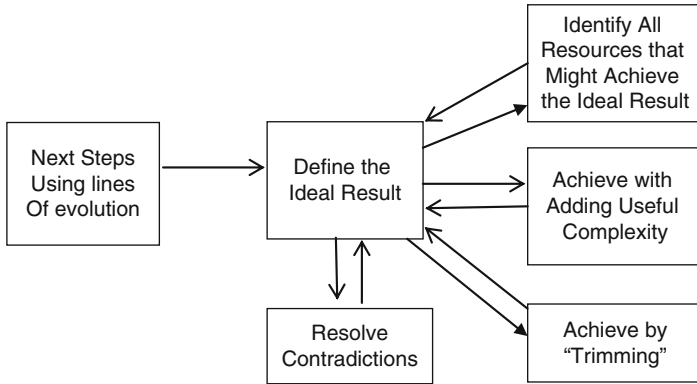 Next Steps
Using lines
Of evolution
Define the
Ideal Result
Identify All
Resources that
Might Achieve
the Ideal Result
Achieve with
Adding Useful
Complexity
Achieve by
“Trimming”
Resolve
Contradictions